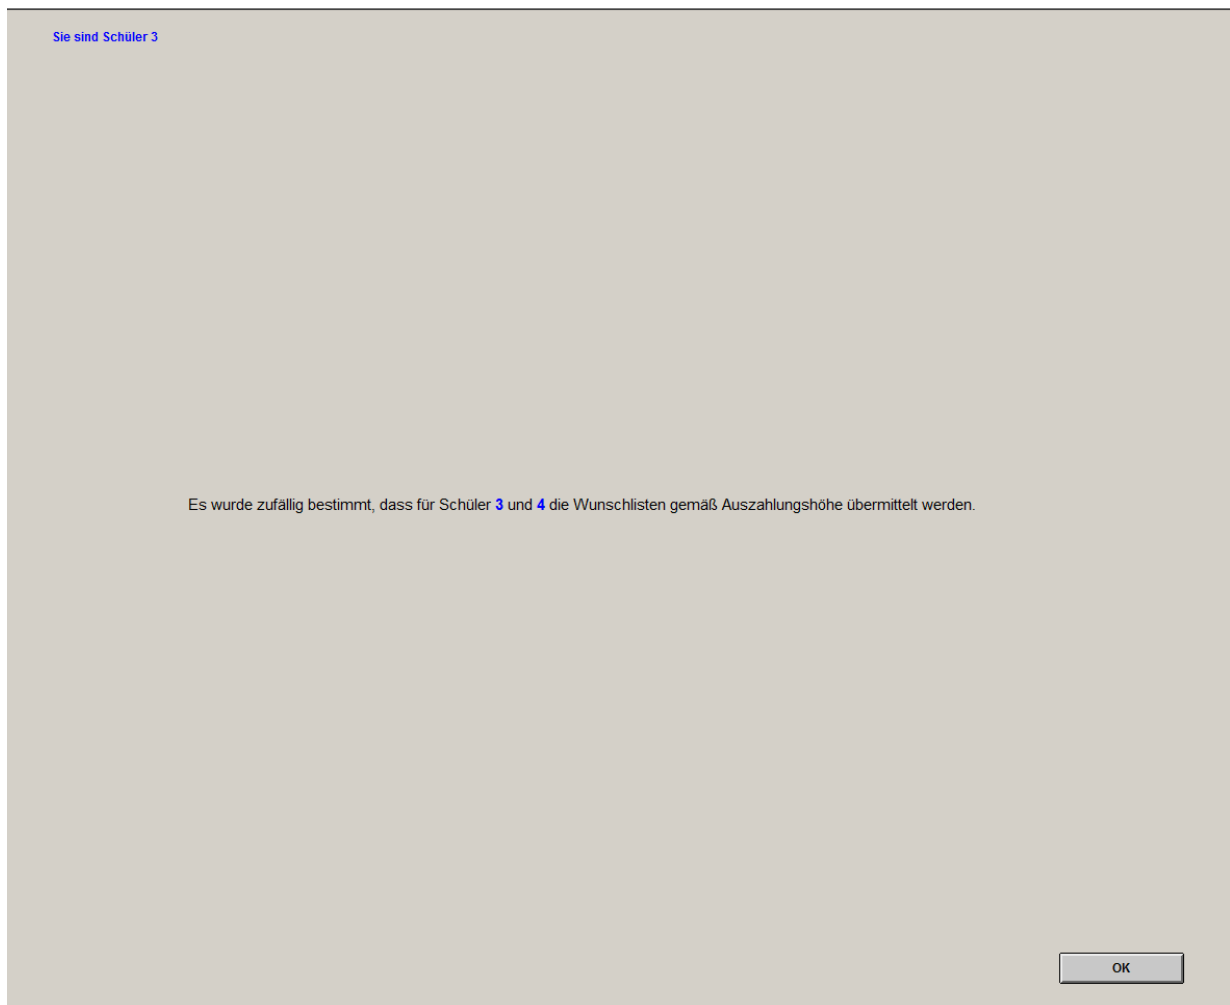 Sie sind Schüler 3
Es wurde zufällig bestimmt, dass für Schüler 3 und 4 die Wunschlisten gemäß Auszahlungshöhe übermittelt werden.
OK